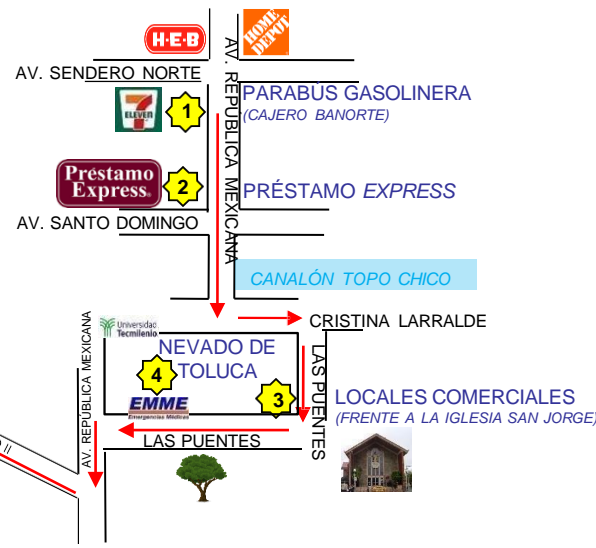 H-E-B
HOME
DEPOT
AV. SENDERO NORTE
AV. REPÚBLICA MEXICANA
7
ELEVEN
1
PARABÚS GASOLINERA
(CAJERO BANORTE)
Préstamo
Express
2
PRÉSTAMO EXPRESS
AV. SANTO DOMINGO
CANALÓN TOPO CHICO
CRISTINA LARRALDE
AV. REPÚBLICA MEXICANA
Universidad
Tecmilenio
NEVADO DE
TOLUCA
4
3
LAS PUENTES
EMME
Emergencias Médicas
LOCALES COMERCIALES
(FRENTE A LA IGLESIA SAN JORGE)
LAS PUENTES